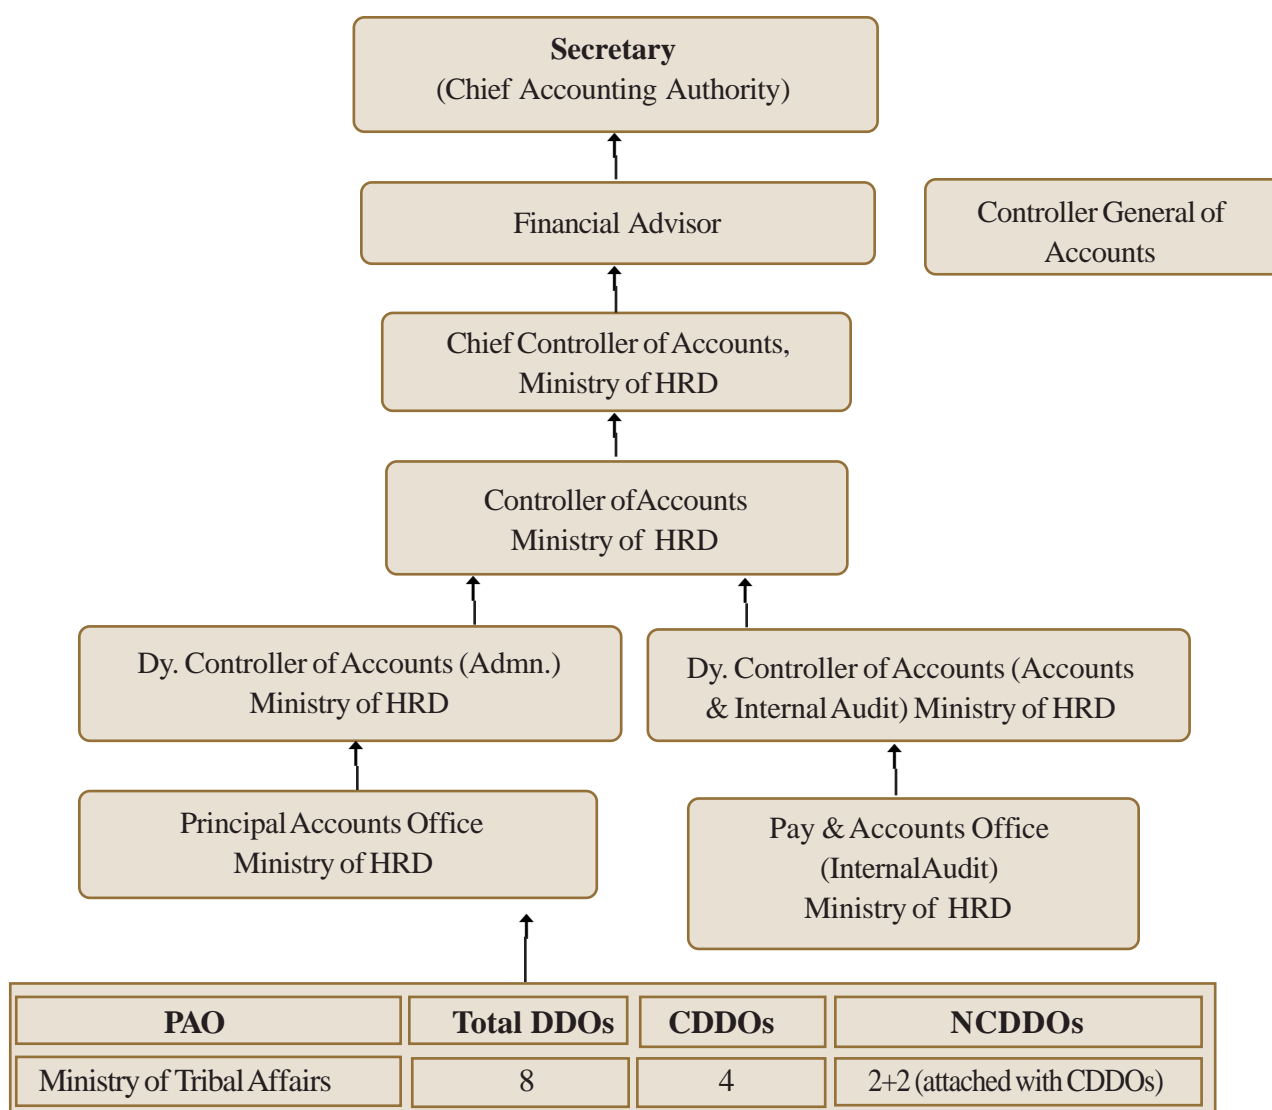 Secretary
(Chief Accounting Authority)
Financial Advisor
Controller General of
Accounts
Chief Controller of Accounts,
Ministry of HRD
Controller of Accounts
Ministry of HRD
Dy. Controller of Accounts (Admn.)
Ministry of HRD
Dy. Controller of Accounts (Accounts
& Internal Audit) Ministry of HRD
Principal Accounts Office
Ministry of HRD
Pay & Accounts Office
(Internal Audit)
Ministry of HRD
PAO Total DDOs CDDOs NCDDOs
Ministry of Tribal Affairs 8 4 2+2 (attached with CDDOs)